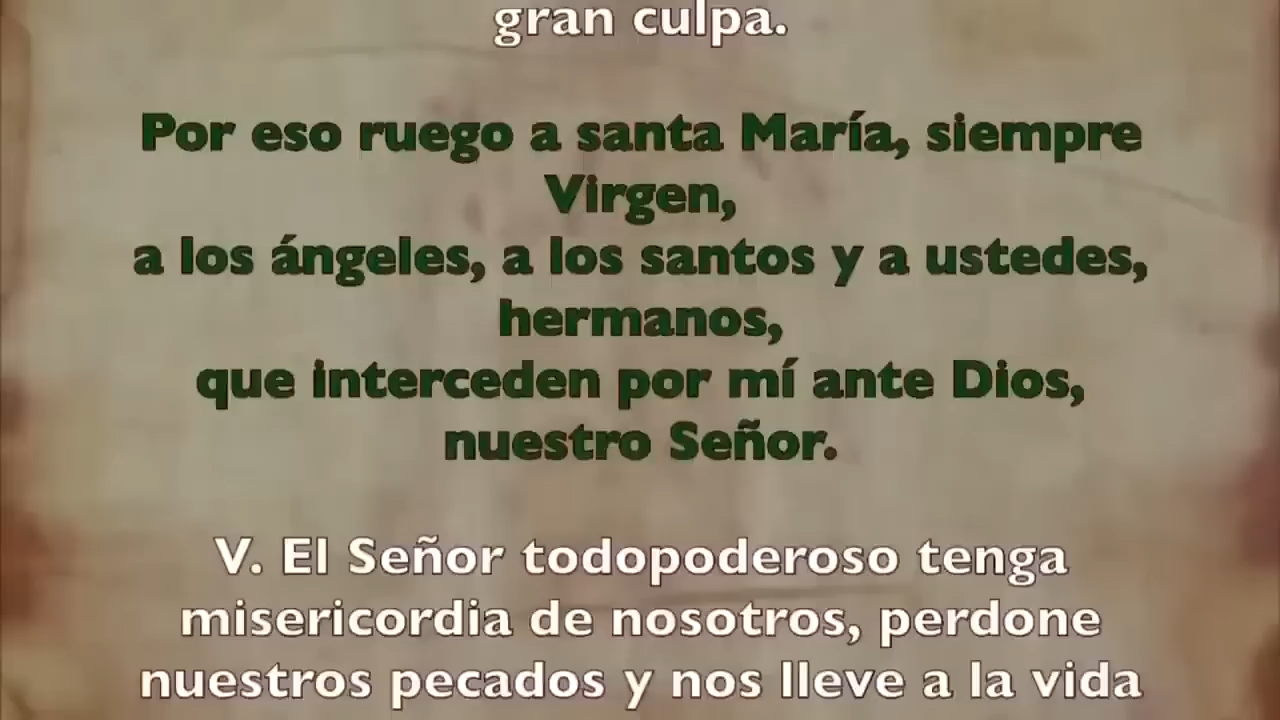 gran culpa.
Por eso ruego a santa María, siempre
Virgen,
a los ángeles, a los santos y a ustedes,
hermanos,
que interceden por mí ante Dios,
nuestro Señor.
V. El Señor todopoderoso tenga
misericordia de nosotros, perdone
nuestros pecados y nos lleve a la vida